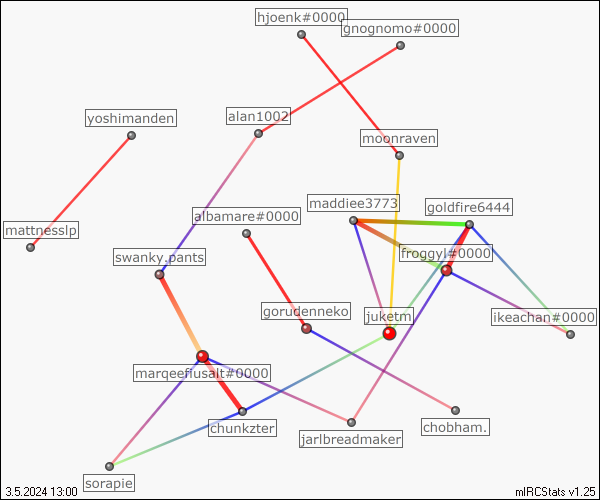 hjoenk#0000
gnognomo#0000
yoshimanden
alan1002
moonraven
maddiee3773
goldfire6444
albamare#0000
mattnesslp
swanky.pants
froggyl#0000
gorudenneko
juketm
ikeachan#0000
marqeeflusalt#0000
chunkzter
chobham.
jarlbreadmaker
sorapie
3.5.2024 13:00
mIRCStats v1.25